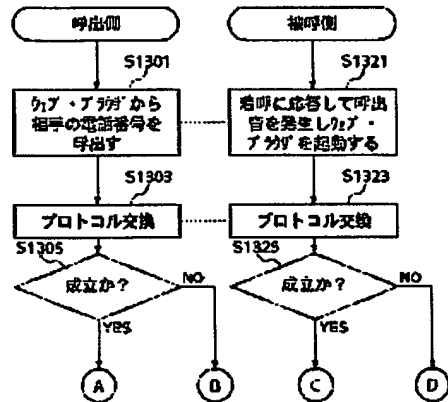 呼出側
被呼側
S1301
S1321
ウェブ・ブラウザから
相手の電話番号を
呼出す
着呼に応答して呼出
音を発生しウェブ・
ブラウザを起動する
S1303
S1323
プロトコル交換
プロトコル交換
S1305
S1325
成立か?
NO
成立か?
NO
YES
YES
A
B
C
D